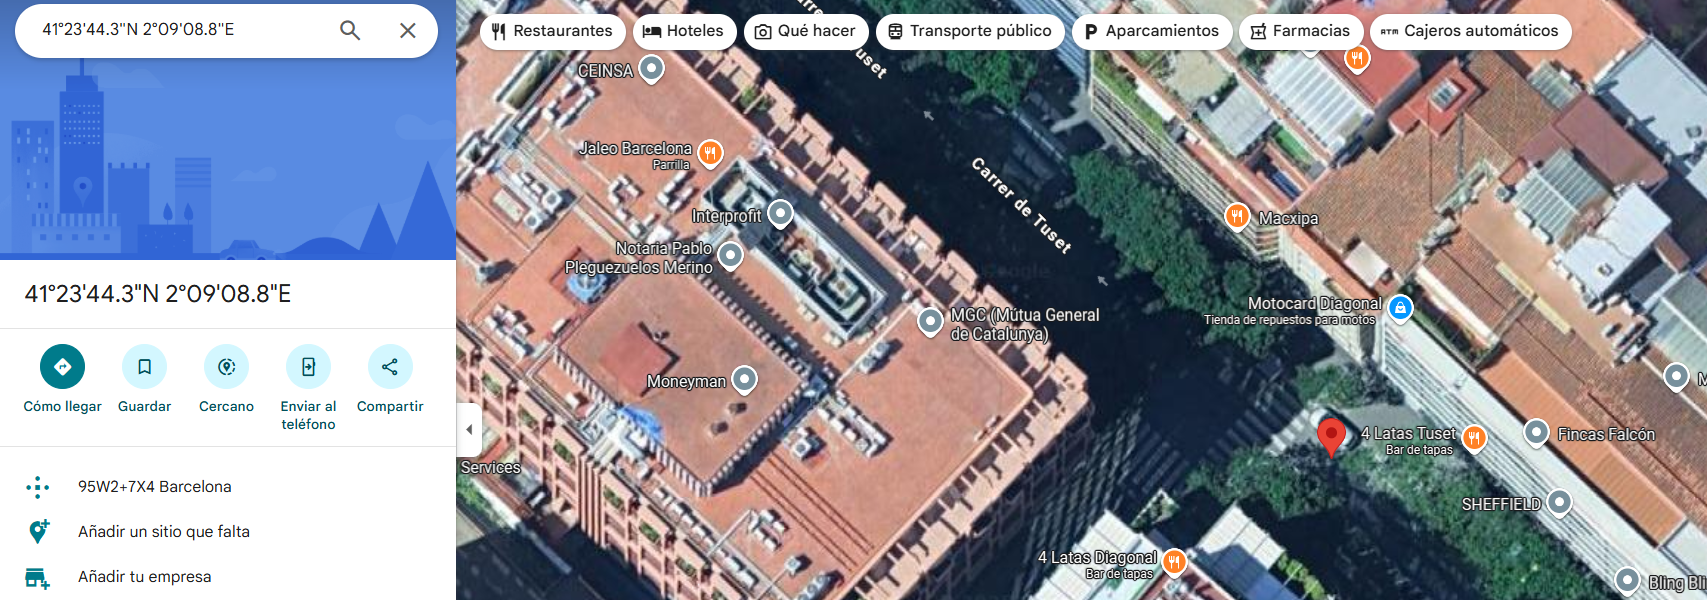 41°23'44.3"N 2°09'08.8"E
Restaurantes
Hoteles
Qué hacer
Transporte público
Aparcamientos
Farmacias
Cajeros automáticos
41°23'44.3"N 2°09'08.8"E
Cómo llegar
Guardar
Cercano
Enviar al
teléfono
Compartir
95W2+7X4 Barcelona
Añadir un sitio que falta
Añadir tu empresa
Tuset
CEINSA
Jaleo Barcelona
Parrilla
Carrer de Tuset
Interprofit
Macxipa
Notaria Pablo
Pleguezuelos Merino
Google
Motocard Diagonal
Tienda de repuestos para motos
MGC (Mútua General
de Catalunya)
Moneyman
4 Latas Tuset
Bar de tapas
Fincas Falcón
Services
SHEFFIELD
4 Latas Diagonal
Bar de tapas
Bling Bli